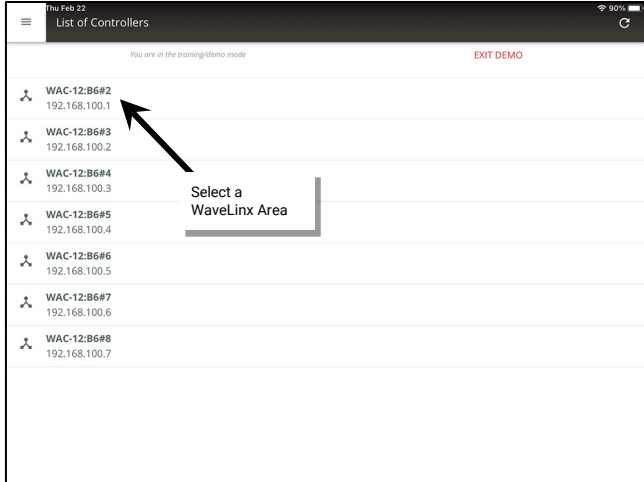 Thu Feb 22
90%
List of Controllers
You are in the training/demo mode
EXIT DEMO
WAC-12:B6#2
192.168.100.1
WAC-12:B6#3
192.168.100.2
WAC-12:B6#4
192.168.100.3
Select a
WaveLinx Area
WAC-12:B6#5
192.168.100.4
WAC-12:B6#6
192.168.100.5
WAC-12:B6#7
192.168.100.6
WAC-12:B6#8
192.168.100.7